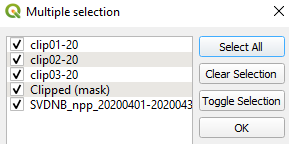 Multiple selection
clip01-20
clip02-20
clip03-20
Clipped (mask)
SVDNB_npp_20200401-2020043
Select All
Clear Selection
Toggle Selection
OK